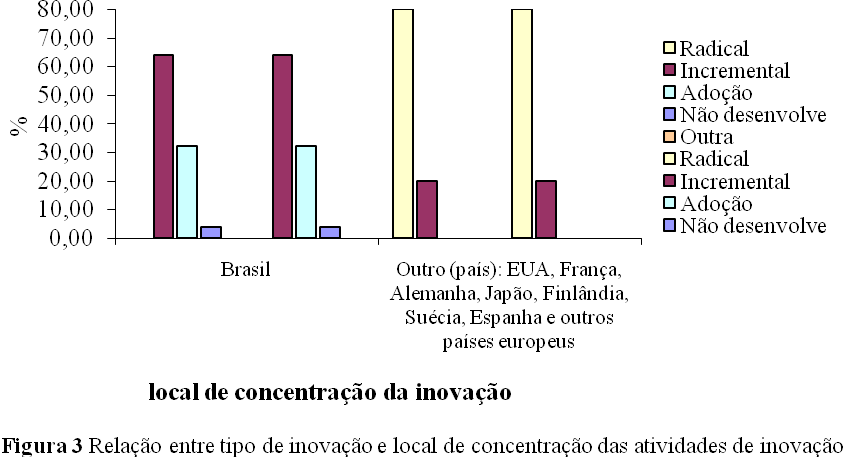 80,00
70,00
60,00
50,00
40,00
30,00
20,00
10,00
0,00
%
Brasil
Outro (país): EUA, França,
Alemanha, Japão, Finlândia,
Suécia, Espanha e outros
países europeus
local de concentração da inovação
Radical
Incremental
Adoção
Não desenvolve
Outra
Radical
Incremental
Adoção
Não desenvolve
Figura 3 Relação entre tipo de inovação e local de concentração das atividades de inovação